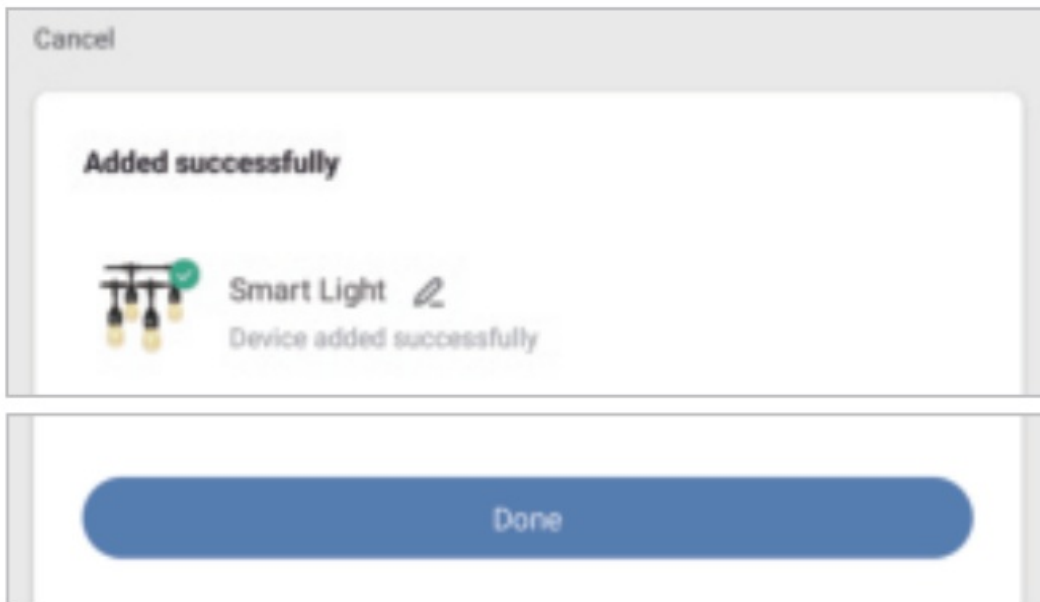 Cancel
Added successfully
Smart Light
Device added successfully
Done